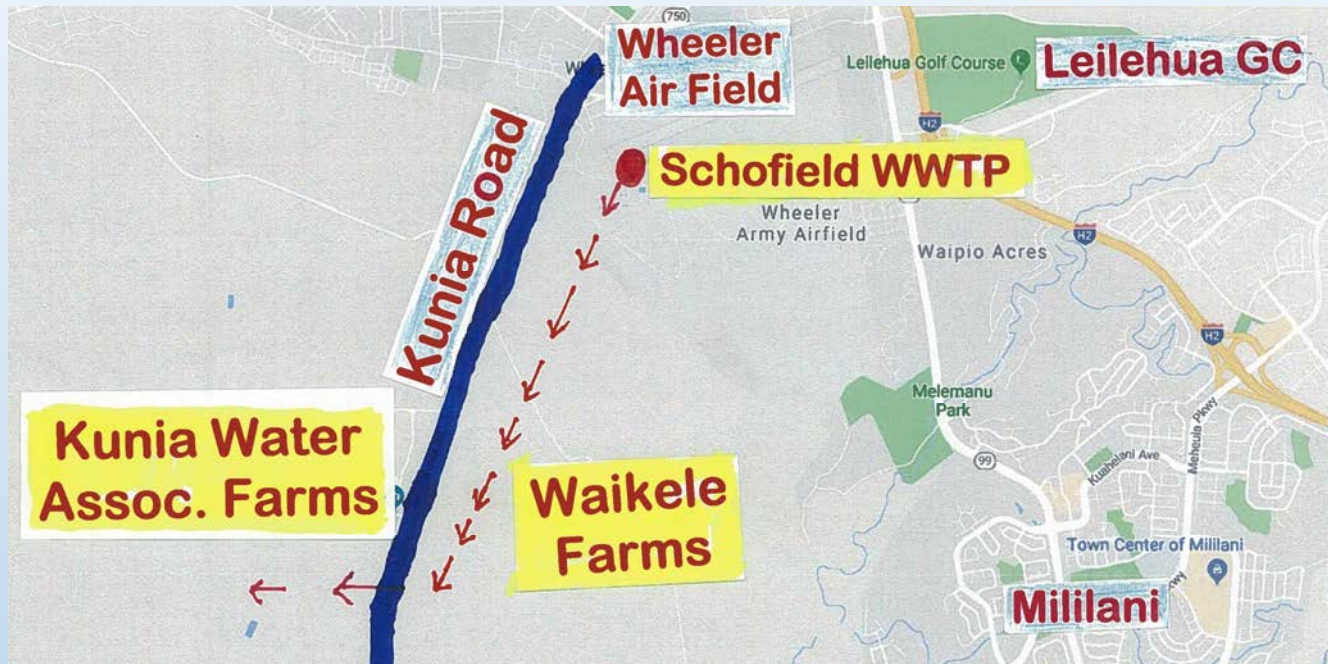 750
Wheeler
Air Field
Leilehua Golf Course
Leilehua GC
H2
Kunia Road
Schofield WWTP
Wheeler
Army Airfield
H2
Waipio Acres
H2
Kunia Water
Assoc. Farms
Waikele
Farms
Melemanu
Park
99
Kuahelani Ave
Meheula Pkwy
Town Center of Mililani
Mililani